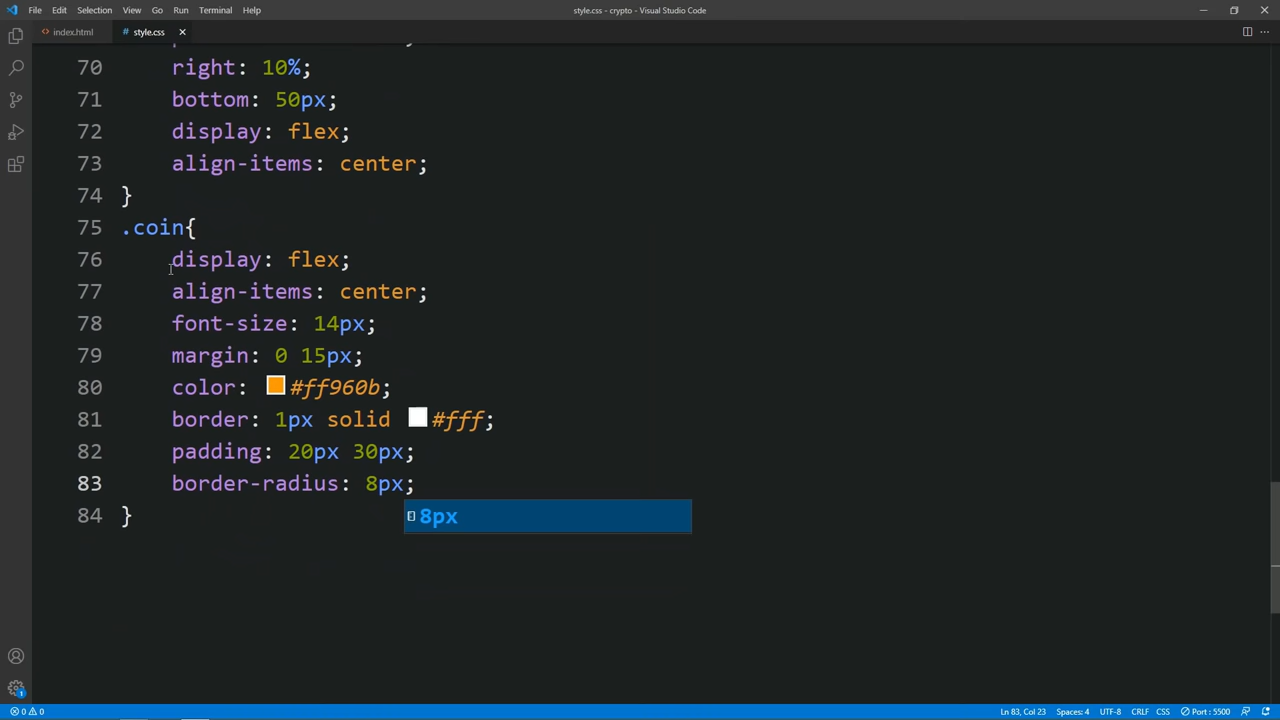 File Edit Selection View Go Run Terminal Help style.css - crypto - Visual Studio Code
index.html # style.css
70 right: 10%;
71 bottom: 50px;
72 display: flex;
73 align-items: center;
74 }
75 .coin{
76 display: flex;
77 align-items: center;
78 font-size: 14px;
79 margin: 0 15px;
80 color: #ff960b;
81 border: 1px solid #fff;
82 padding: 20px 30px;
83 border-radius: 8px;
8px
84 }
1
0 0 Ln 83, Col 23 Spaces: 4 UTF-8 CRLF CSS Port : 5500